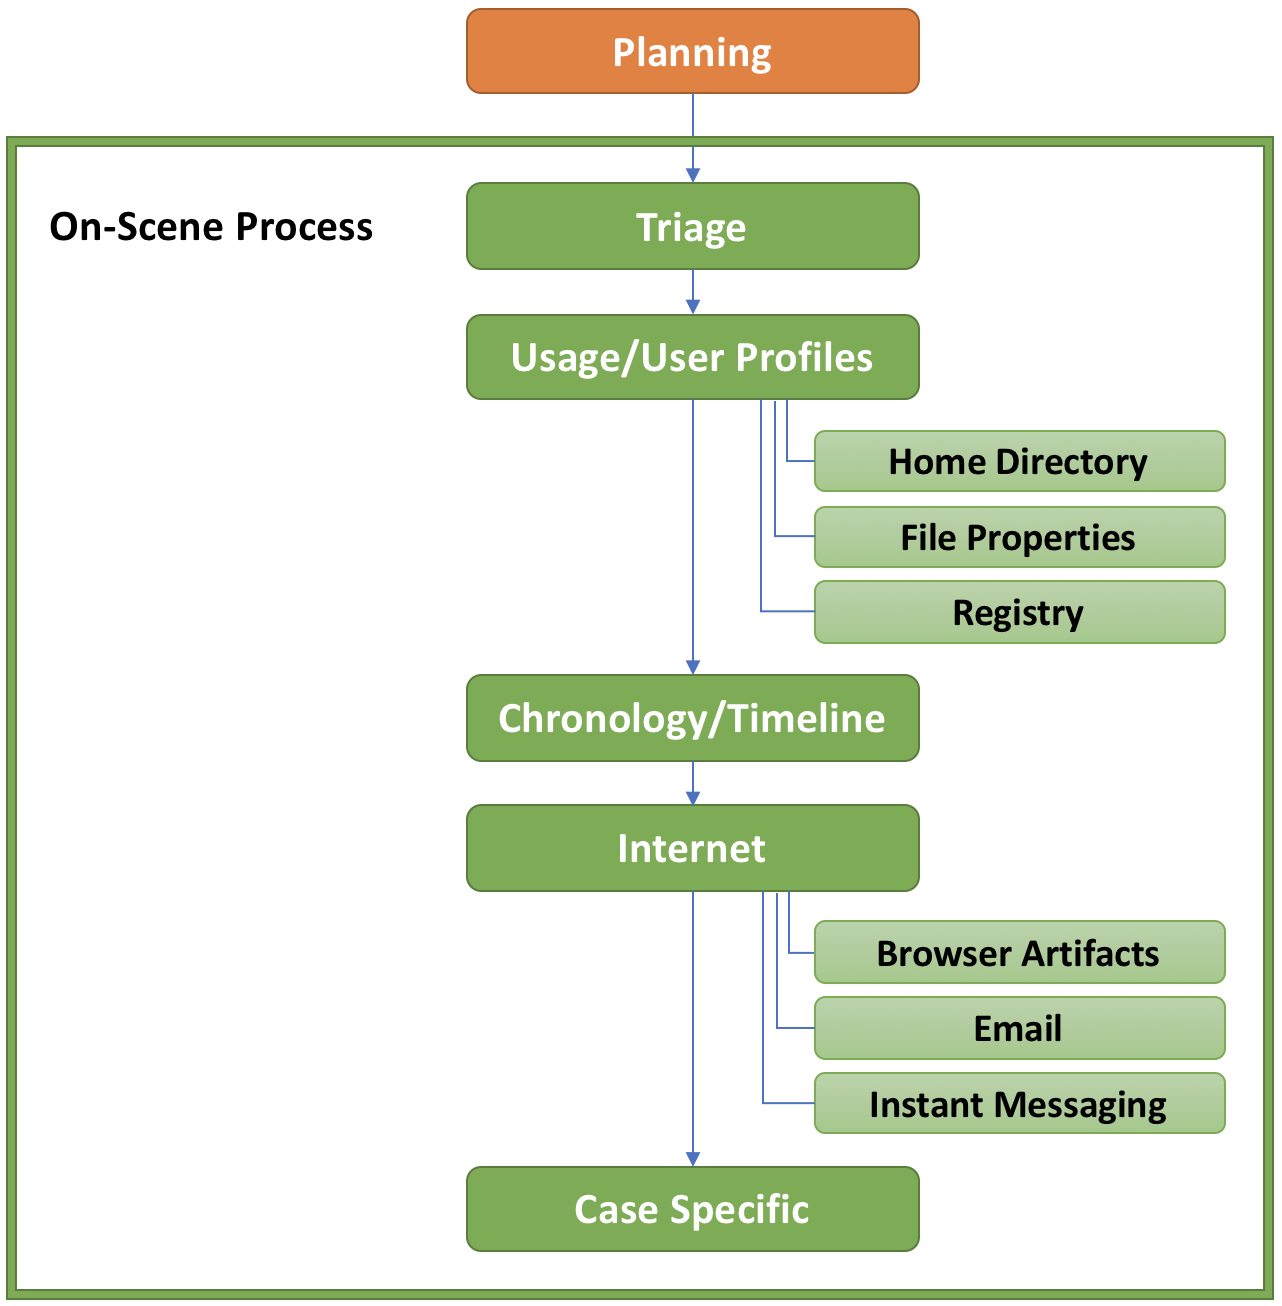 Planning
On-Scene Process
Triage
Usage/User Profiles
Home Directory
File Properties
Registry
Chronology/Timeline
Internet
Browser Artifacts
Email
Instant Messaging
Case Specific